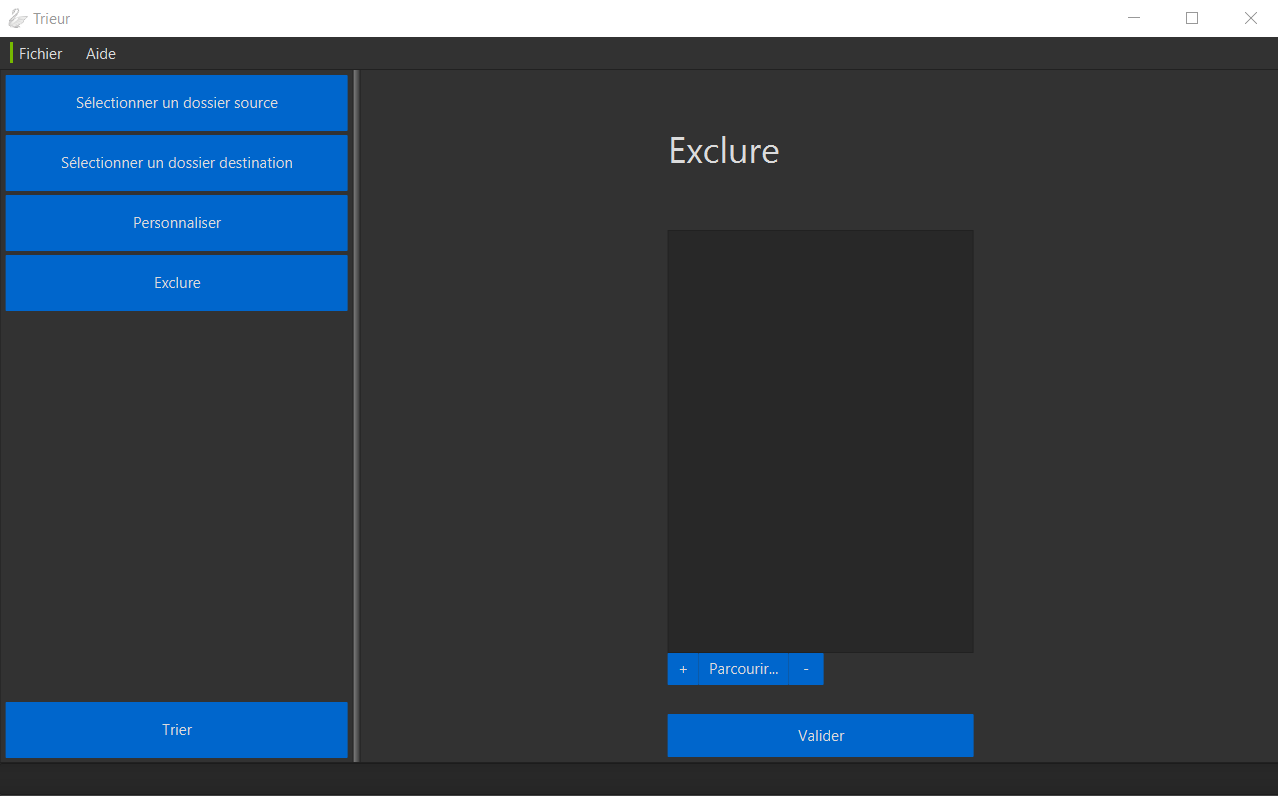 Trieur
Fichier Aide
Sélectionner un dossier source
Sélectionner un dossier destination
Personnaliser
Exclure
Trier
Exclure
+ Parcourir... -
Valider